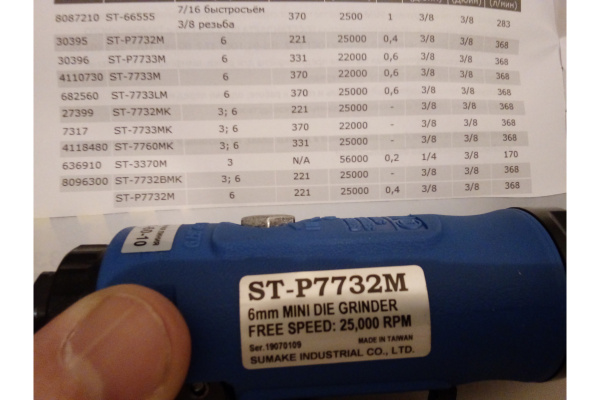 8087210 ST-66555 7/16 быстросъём 3/8 резьба 370 2500 1 3/8 3/8 283
30395 ST-P7732M 6 221 25000 0,4 3/8 3/8 368
30396 ST-P7733M 6 331 22000 0,6 3/8 3/8 368
4110730 ST-7733M 6 370 22000 0,6 3/8 3/8 368
682560 ST-7733LM 6 370 25000 0,6 3/8 3/8 368
27399 ST-7732MK 3; 6 221 25000 - 3/8 3/8 368
7317 ST-7733MK 3; 6 370 22000 - 3/8 3/8 368
4118480 ST-7760MK 3; 6 331 25000 - 3/8 3/8 368
636910 ST-3370M 3 N/A 56000 0,2 1/4 3/8 170
8096300 ST-7732BMK 3; 6 221 25000 - 3/8 3/8 368
ST-P7732M 6 221 25000 0,4 3/8 3/8 368
ST-P7732M
6mm MINI DIE GRINDER
FREE SPEED: 25,000 RPM
Ser.19070109 MADE IN TAIWAN
SUMAKE INDUSTRIAL CO., LTD.